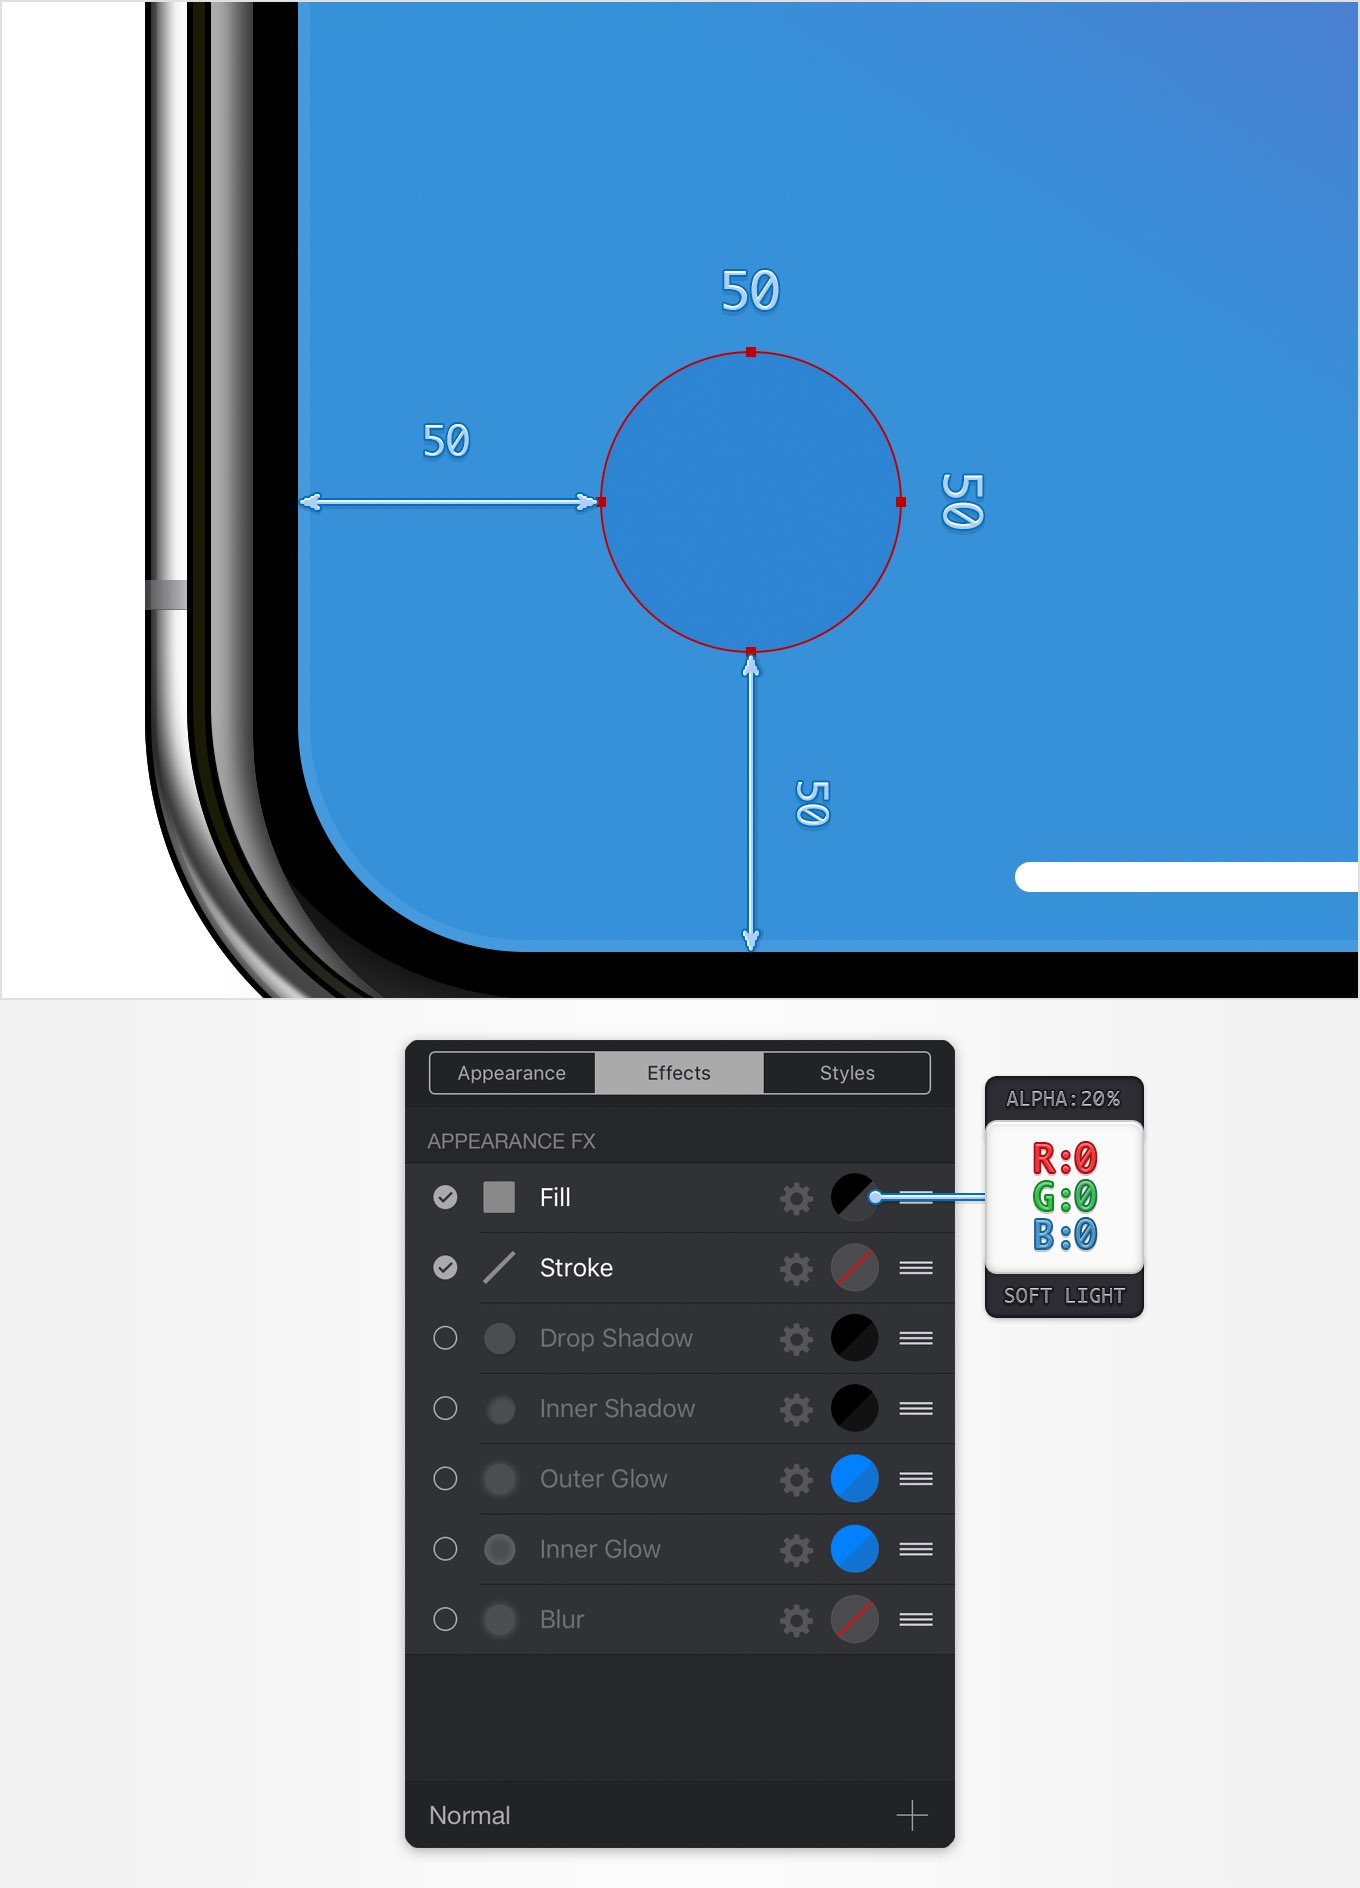 50
50
50
50
Appearance Effects Styles
APPEARANCE FX
Fill
Stroke
Drop Shadow
Inner Shadow
Outer Glow
Inner Glow
Blur
Normal
ALPHA:20%
R:0
G:0
B:0
SOFT LIGHT